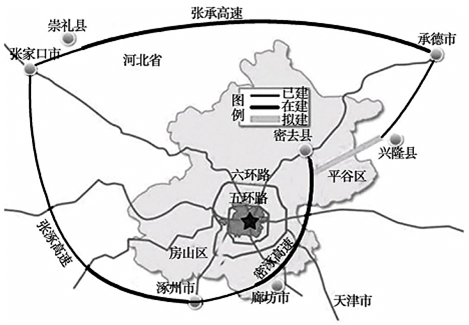 张承高速
崇礼县
张家口市
承德市
河北省
图例
已建
在建
拟建
密去县
兴隆县
平谷区
六环路
五环路
张涿高速
房山区
密涿高速
涿州市
廊坊市
天津市